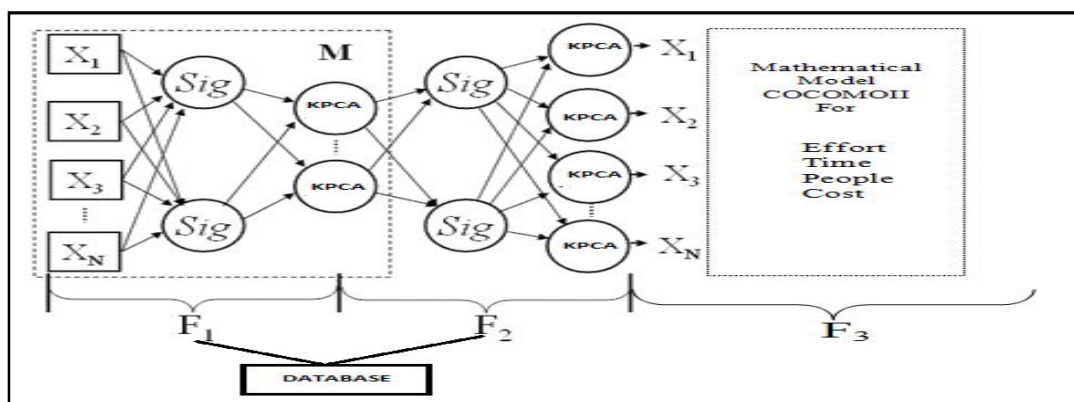 X1
X2
X3
XN
Sig
Sig
M
KPCA
KPCA
Sig
Sig
KPCA
KPCA
KPCA
KPCA
X1
X2
X3
XN
Mathematical
Model
COCOMOII
For
Effort
Time
People
Cost
F1
F2
F3
DATABASE